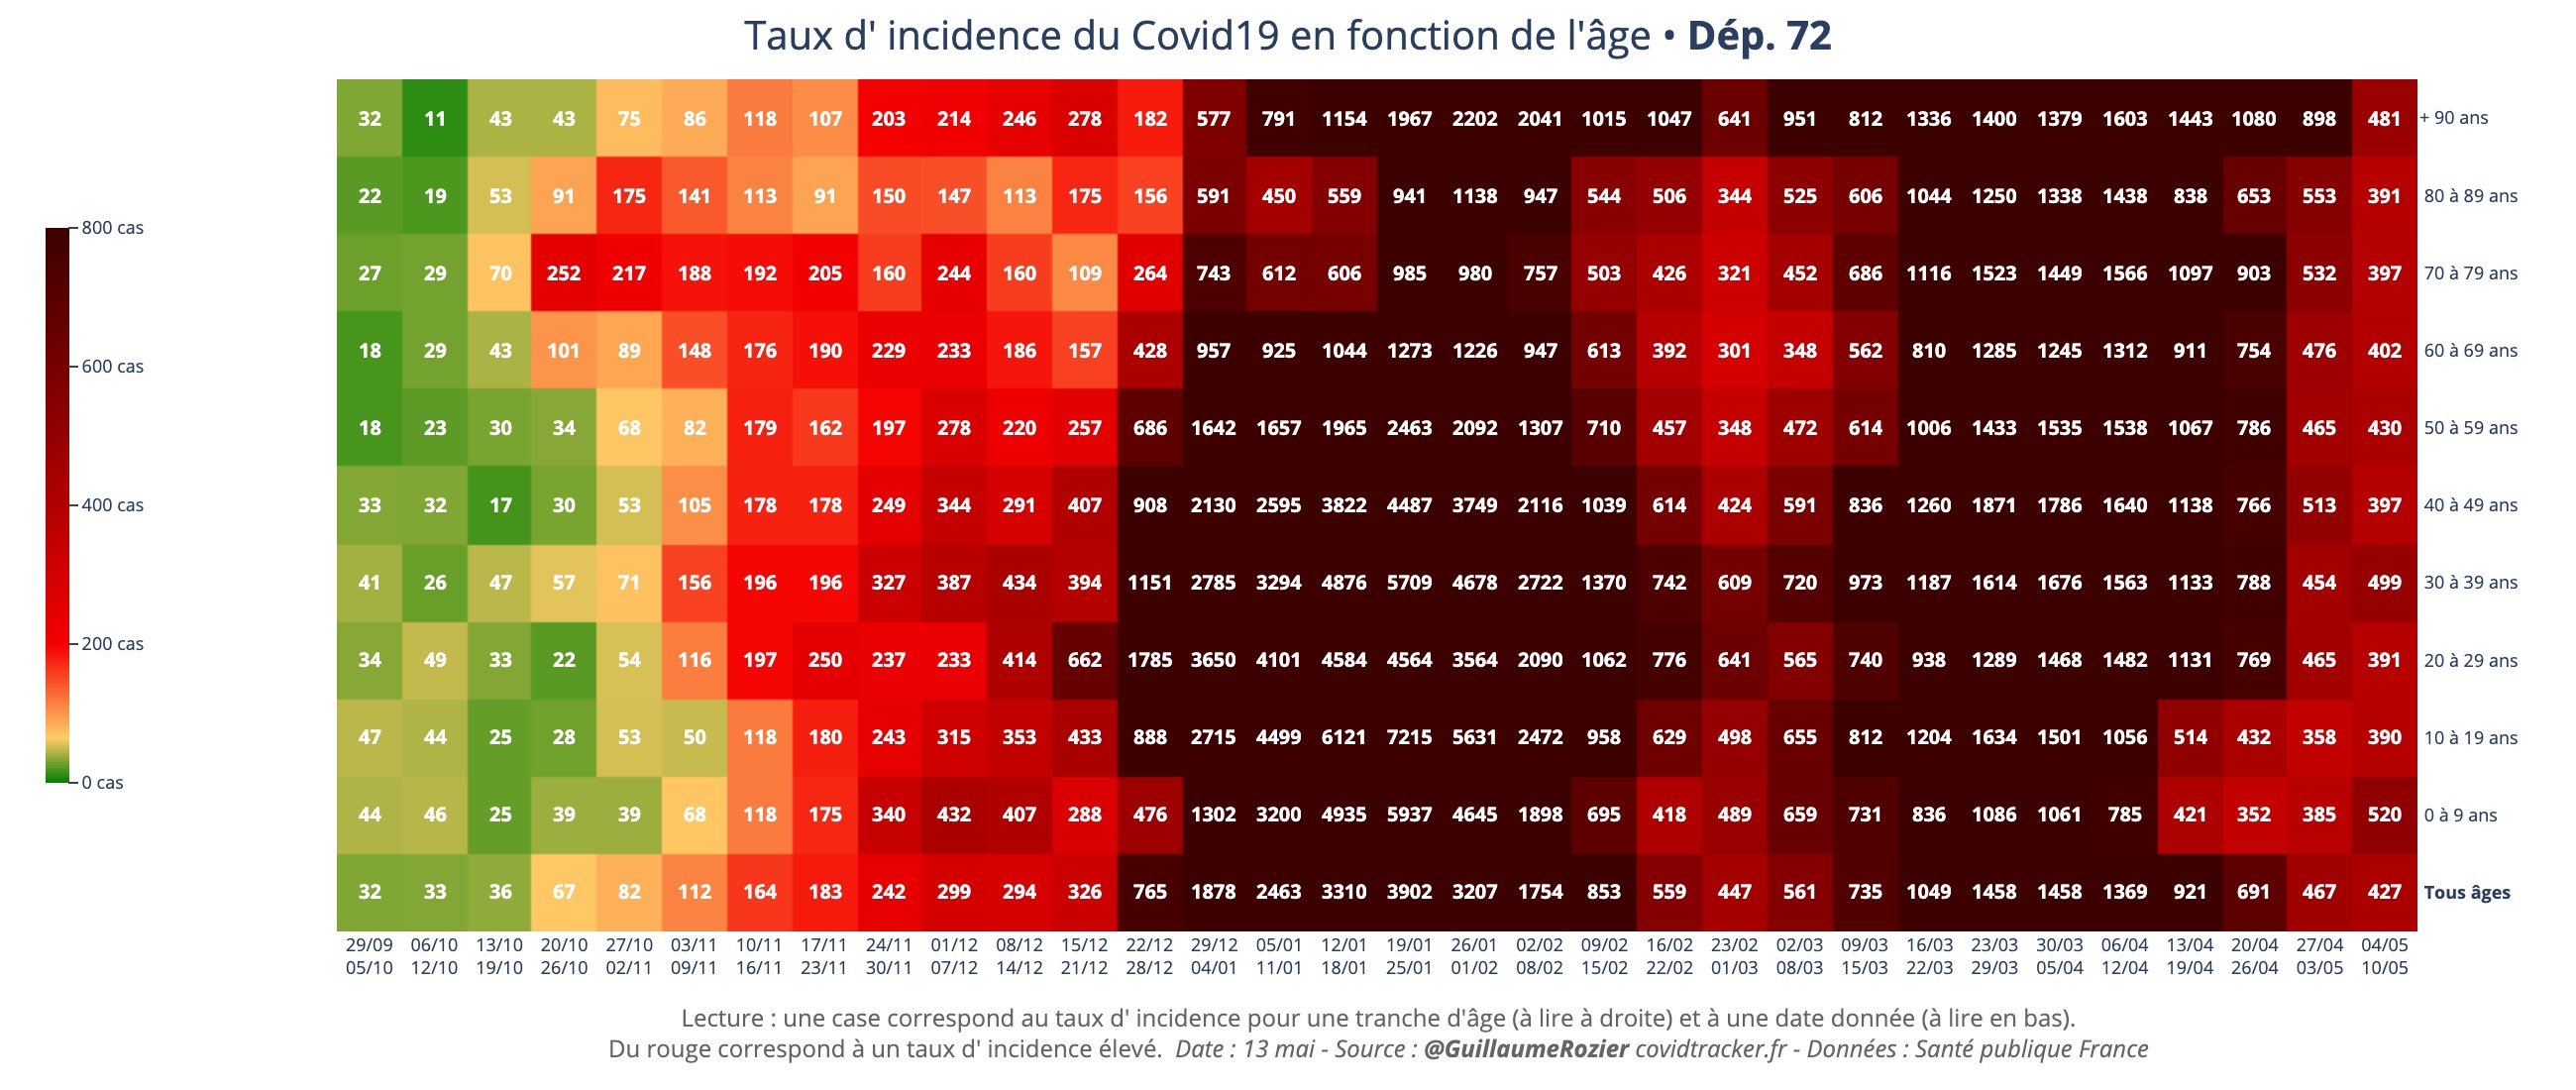 Taux d' incidence du Covid19 en fonction de l'âge • Dép. 72
800 cas
600 cas
400 cas
200 cas
0 cas
32 11 43 43 75 86 118 107 203 214 246 278 182 577 791 1154 1967 2202 2041 1015 1047 641 951 812 1336 1400 1379 1603 1443 1080 898 481 + 90 ans
22 19 53 91 175 141 113 91 150 147 113 175 156 591 450 559 941 1138 947 544 506 344 525 606 1044 1250 1338 1438 838 653 553 391 80 à 89 ans
27 29 70 252 217 188 192 205 160 244 160 109 264 743 612 606 985 980 757 503 426 321 452 686 1116 1523 1449 1566 1097 903 532 397 70 à 79 ans
18 29 43 101 89 148 176 190 229 233 186 157 428 957 925 1044 1273 1226 947 613 392 301 348 562 810 1285 1245 1312 911 754 476 402 60 à 69 ans
18 23 30 34 68 82 179 162 197 278 220 257 686 1642 1657 1965 2463 2092 1307 710 457 348 472 614 1006 1433 1535 1538 1067 786 465 430 50 à 59 ans
33 32 17 30 53 105 178 178 249 344 291 407 908 2130 2595 3822 4487 3749 2116 1039 614 424 591 836 1260 1871 1786 1640 1138 766 513 397 40 à 49 ans
41 26 47 57 71 156 196 196 327 387 434 394 1151 2785 3294 4876 5709 4678 2722 1370 742 609 720 973 1187 1614 1676 1563 1133 788 454 499 30 à 39 ans
34 49 33 22 54 116 197 250 237 233 414 662 1785 3650 4101 4584 4564 3564 2090 1062 776 641 565 740 938 1289 1468 1482 1131 769 465 391 20 à 29 ans
47 44 25 28 53 50 118 180 243 315 353 433 888 2715 4499 6121 7215 5631 2472 958 629 498 655 812 1204 1634 1501 1056 514 432 358 390 10 à 19 ans
44 46 25 39 39 68 118 175 340 432 407 288 476 1302 3200 4935 5937 4645 1898 695 418 489 659 731 836 1086 1061 785 421 352 385 520 0 à 9 ans
32 33 36 67 82 112 164 183 242 299 294 326 765 1878 2463 3310 3902 3207 1754 853 559 447 561 735 1049 1458 1458 1369 921 691 467 427 Tous âges
29/09 06/10 13/10 20/10 27/10 03/11 10/11 17/11 24/11 01/12 08/12 15/12 22/12 29/12 05/01 12/01 19/01 26/01 02/02 09/02 16/02 23/02 02/03 09/03 16/03 23/03 30/03 06/04 13/04 20/04 27/04 04/05
05/10 12/10 19/10 26/10 02/11 09/11 16/11 23/11 30/11 07/12 14/12 21/12 28/12 04/01 11/01 18/01 25/01 01/02 08/02 15/02 22/02 01/03 08/03 15/03 22/03 29/03 05/04 12/04 19/04 26/04 03/05 10/05
Lecture : une case correspond au taux d' incidence pour une tranche d'âge (à lire à droite) et à une date donnée (à lire en bas).
Du rouge correspond à un taux d' incidence élevé. Date : 13 mai - Source : @GuillaumeRozier covidtracker.fr - Données : Santé publique France